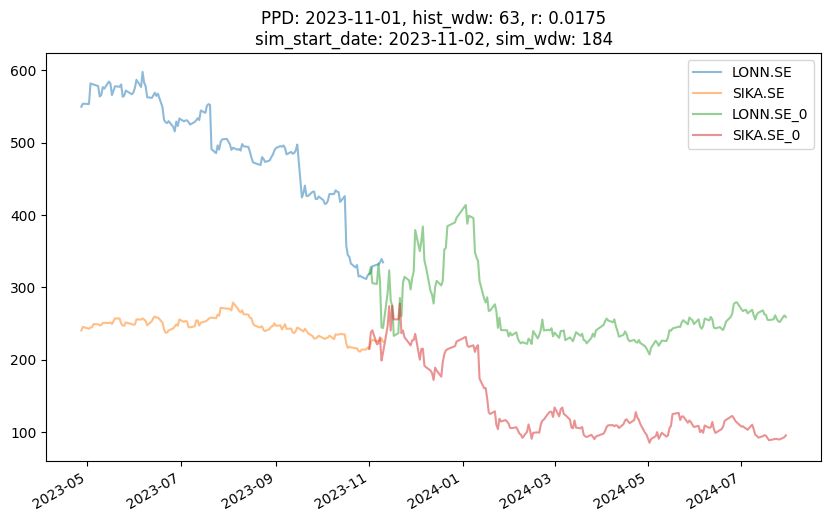 PPD: 2023-11-01, hist_wdw: 63, r: 0.0175
sim_start_date: 2023-11-02, sim_wdw: 184
LONN.SE
SIKA.SE
LONN.SE_0
SIKA.SE_0
600
500
400
300
200
100
2023-05
2023-07
2023-09
2023-11
2024-01
2024-03
2024-05
2024-07